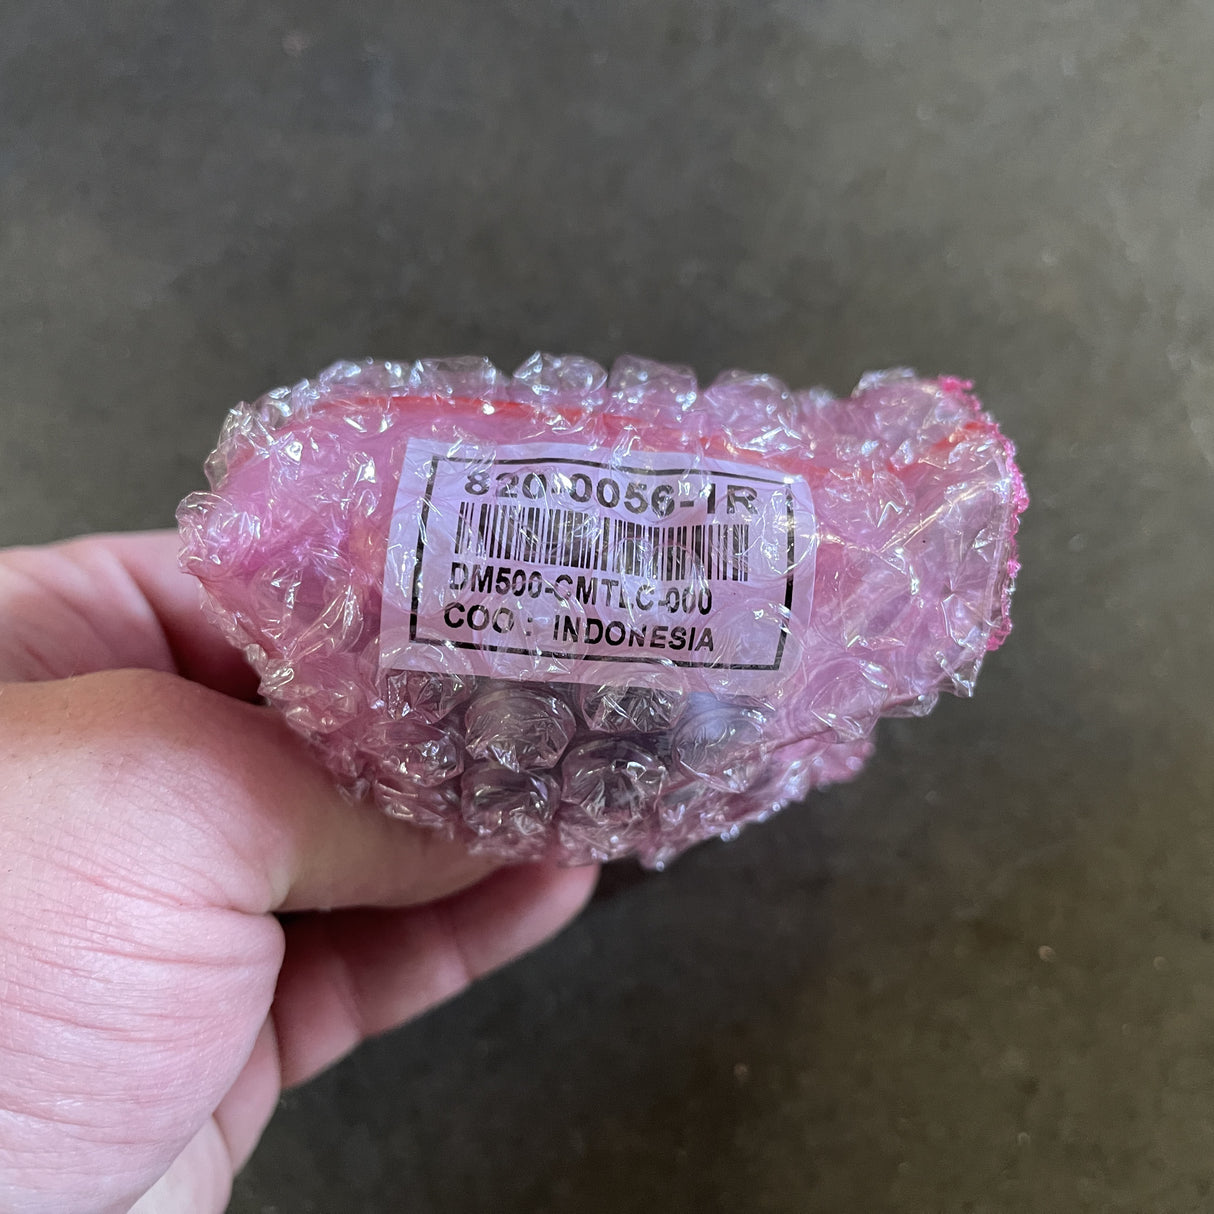 820-0056-1R
DM500-CMTLC-000
COO : INDONESIA